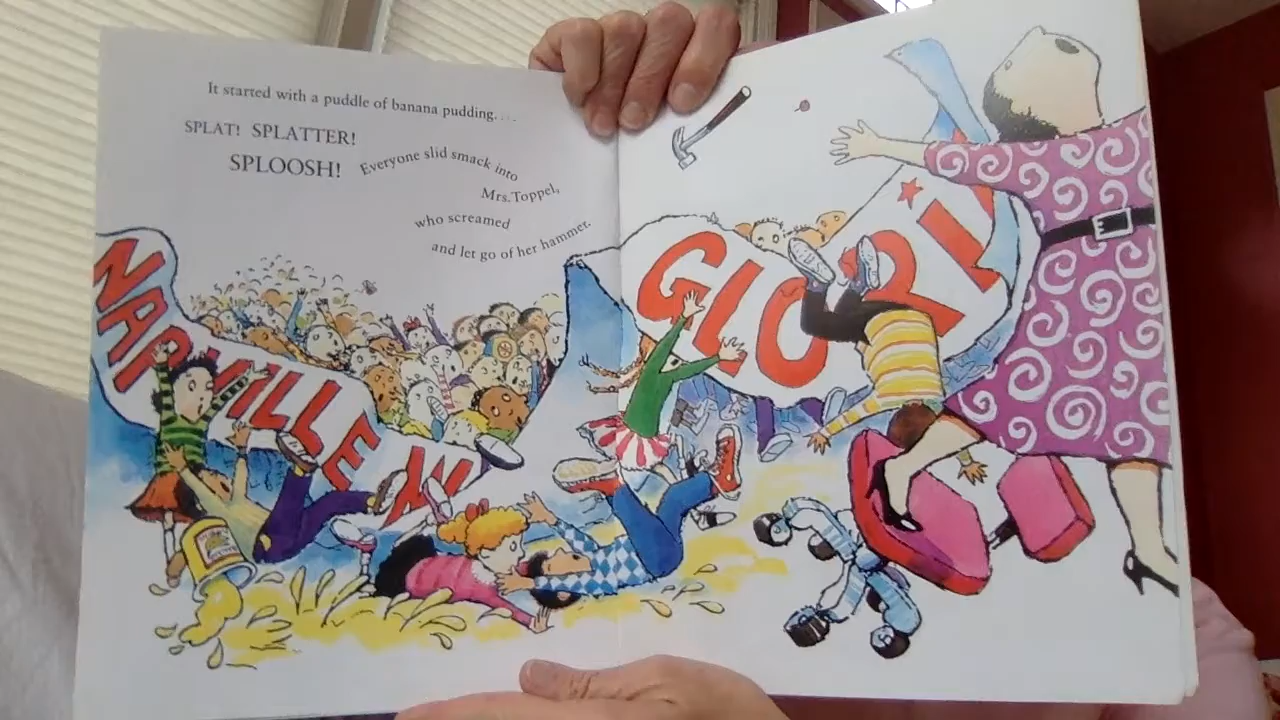 It started with a puddle of banana pudding. . . .
SPLAT! SPLATTER!
SPLOOSH! Everyone slid smack into
Mrs. Toppel,
who screamed
and let go of her hammer.
NAPVILLE
GLORIA